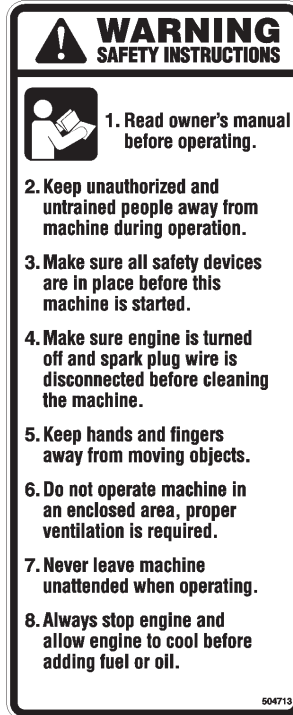 WARNING
SAFETY INSTRUCTIONS
1. Read owner's manual
before operating.
2. Keep unauthorized and
untrained people away from
machine during operation.
3. Make sure all safety devices
are in place before this
machine is started.
4. Make sure engine is turned
off and spark plug wire is
disconnected before cleaning
the machine.
5. Keep hands and fingers
away from moving objects.
6. Do not operate machine in
an enclosed area, proper
ventilation is required.
7. Never leave machine
unattended when operating.
8. Always stop engine and
allow engine to cool before
adding fuel or oil.
504713